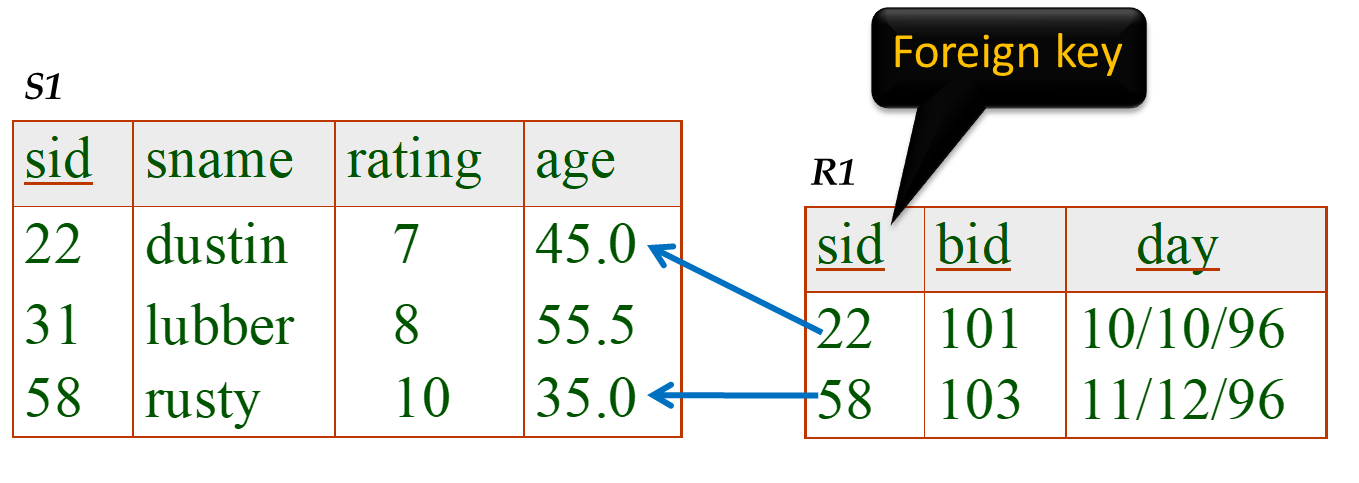 Foreign key
S1
sid sname rating age
22 dustin 7 45.0
31 lubber 8 55.5
58 rusty 10 35.0
R1
sid bid day
22 101 10/10/96
58 103 11/12/96